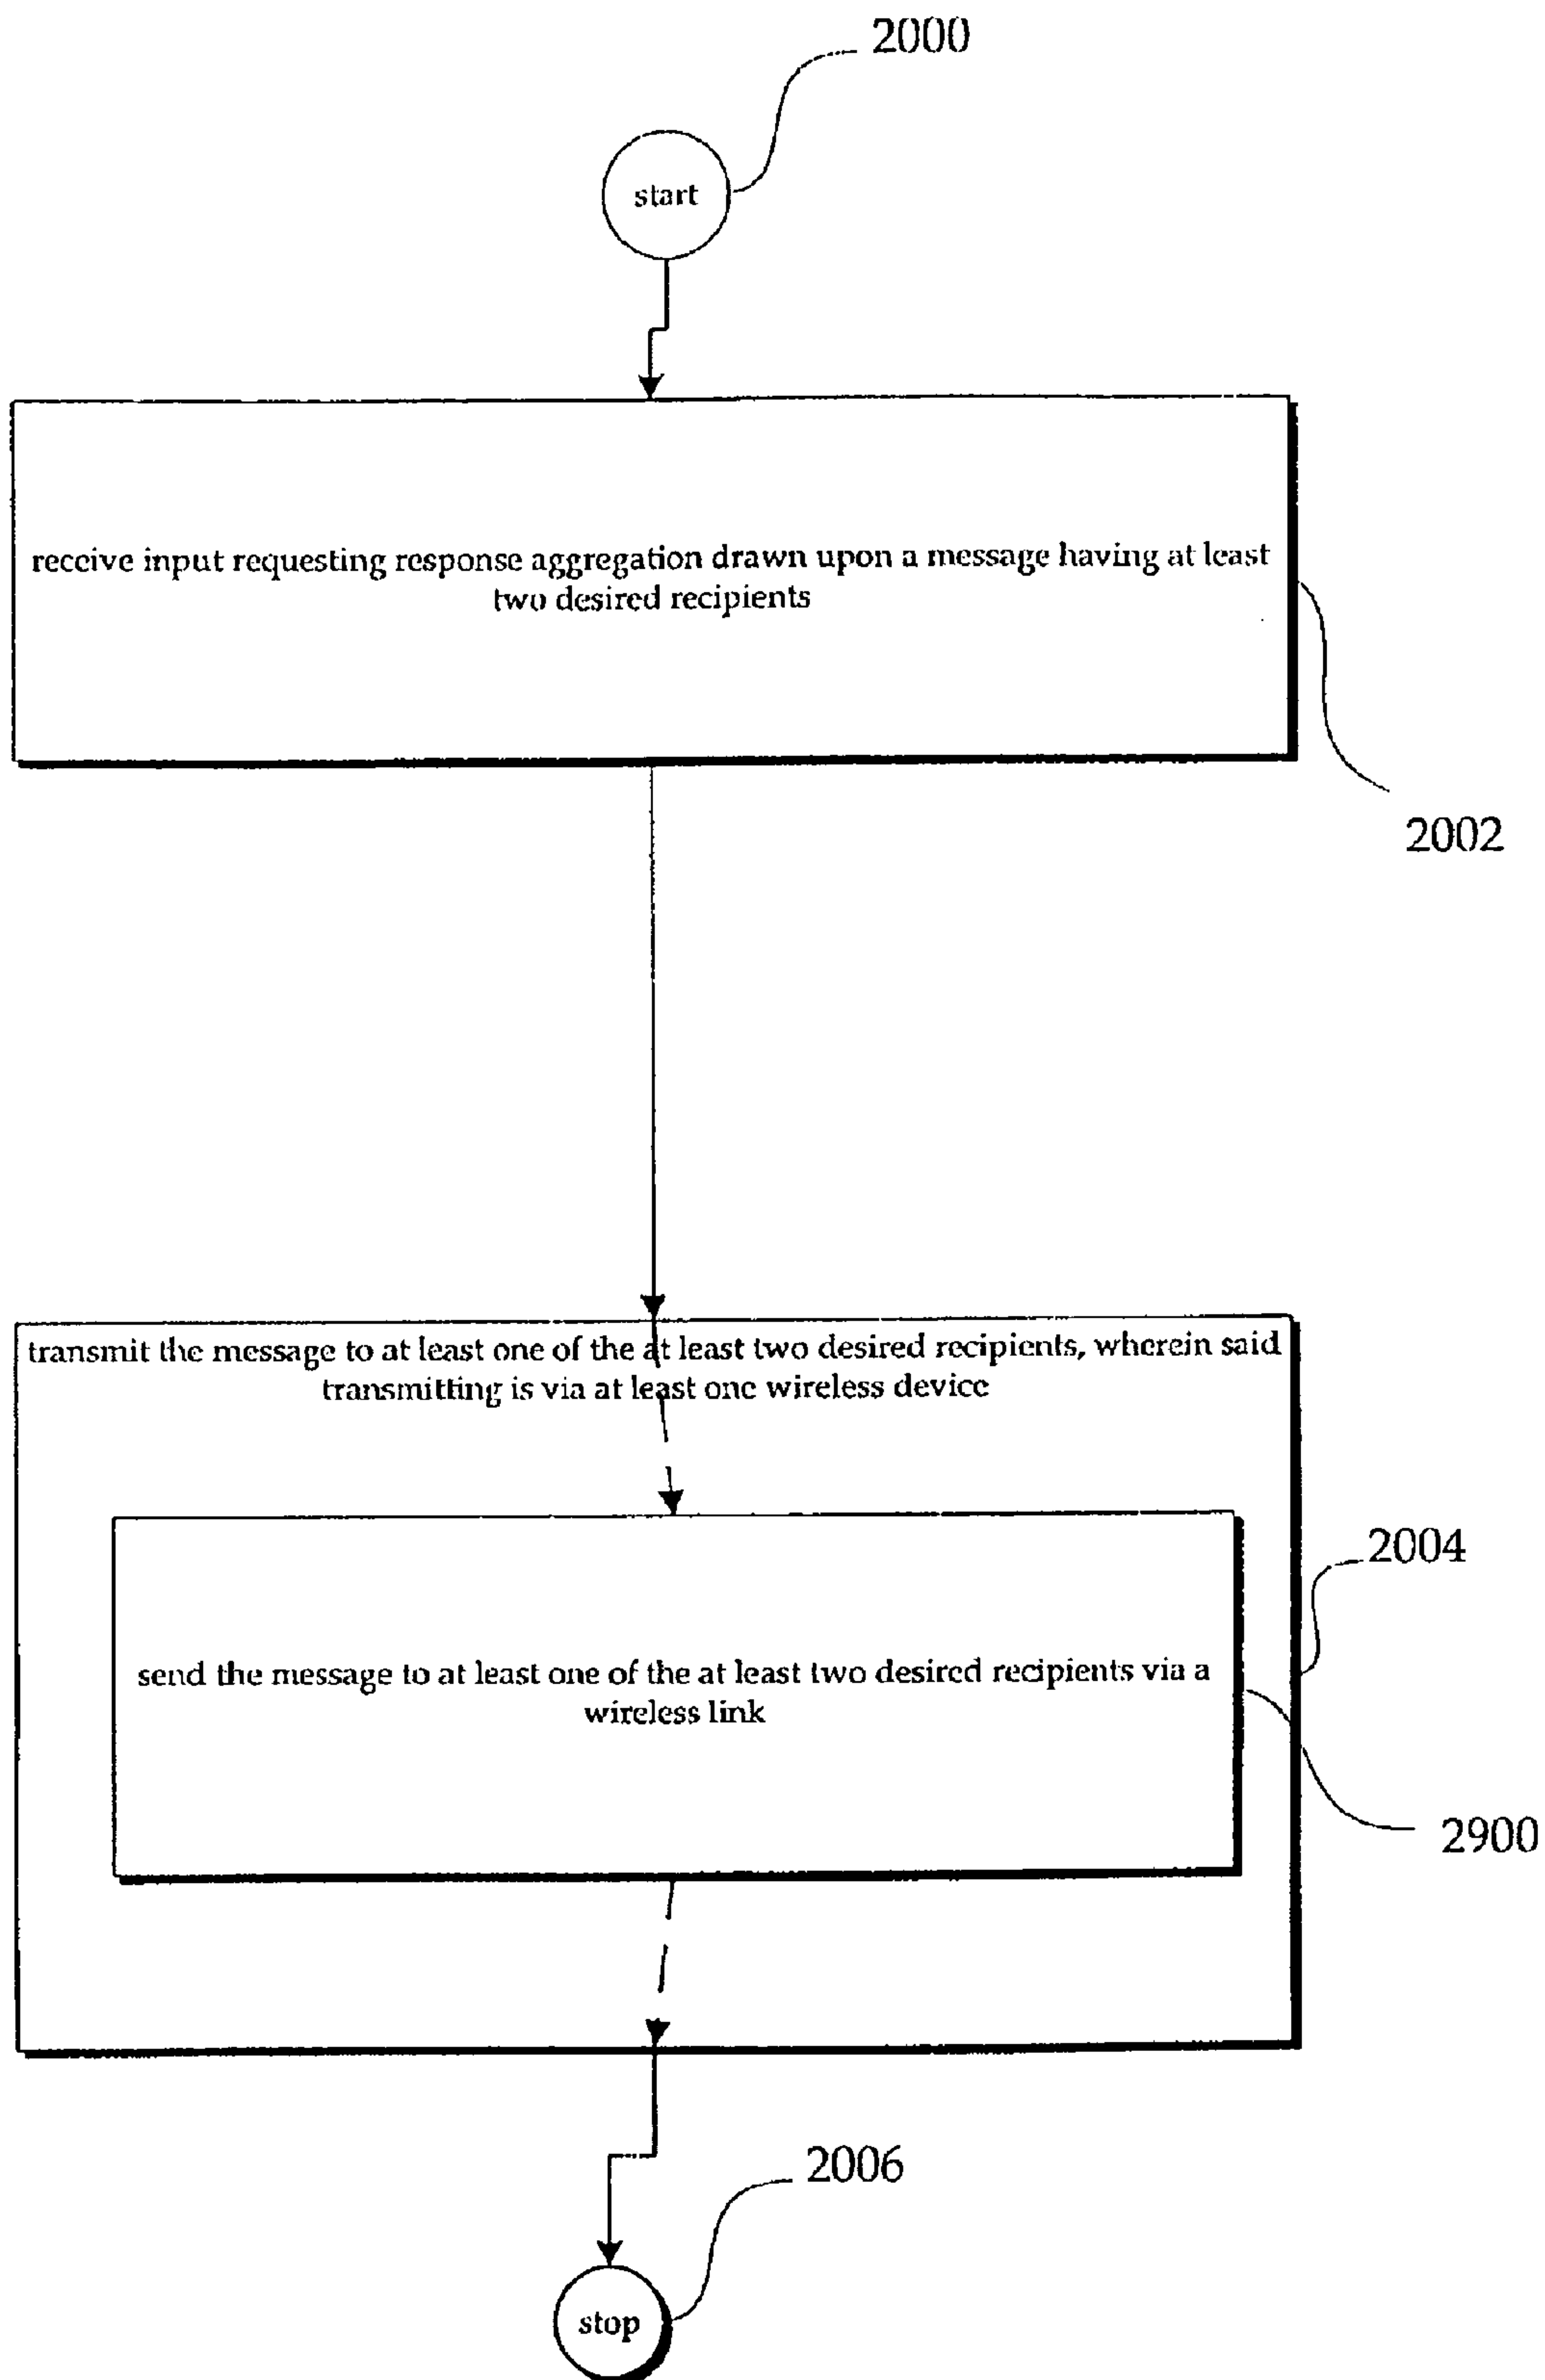 2000
start
receive input requesting response aggregation drawn upon a message having at least
two desired recipients
2002
transmit the message to at least one of the at least two desired recipients, wherein said
transmitting is via at least one wireless device
2004
send the message to at least one of the at least two desired recipients via a
wireless link
2900
2006
stop